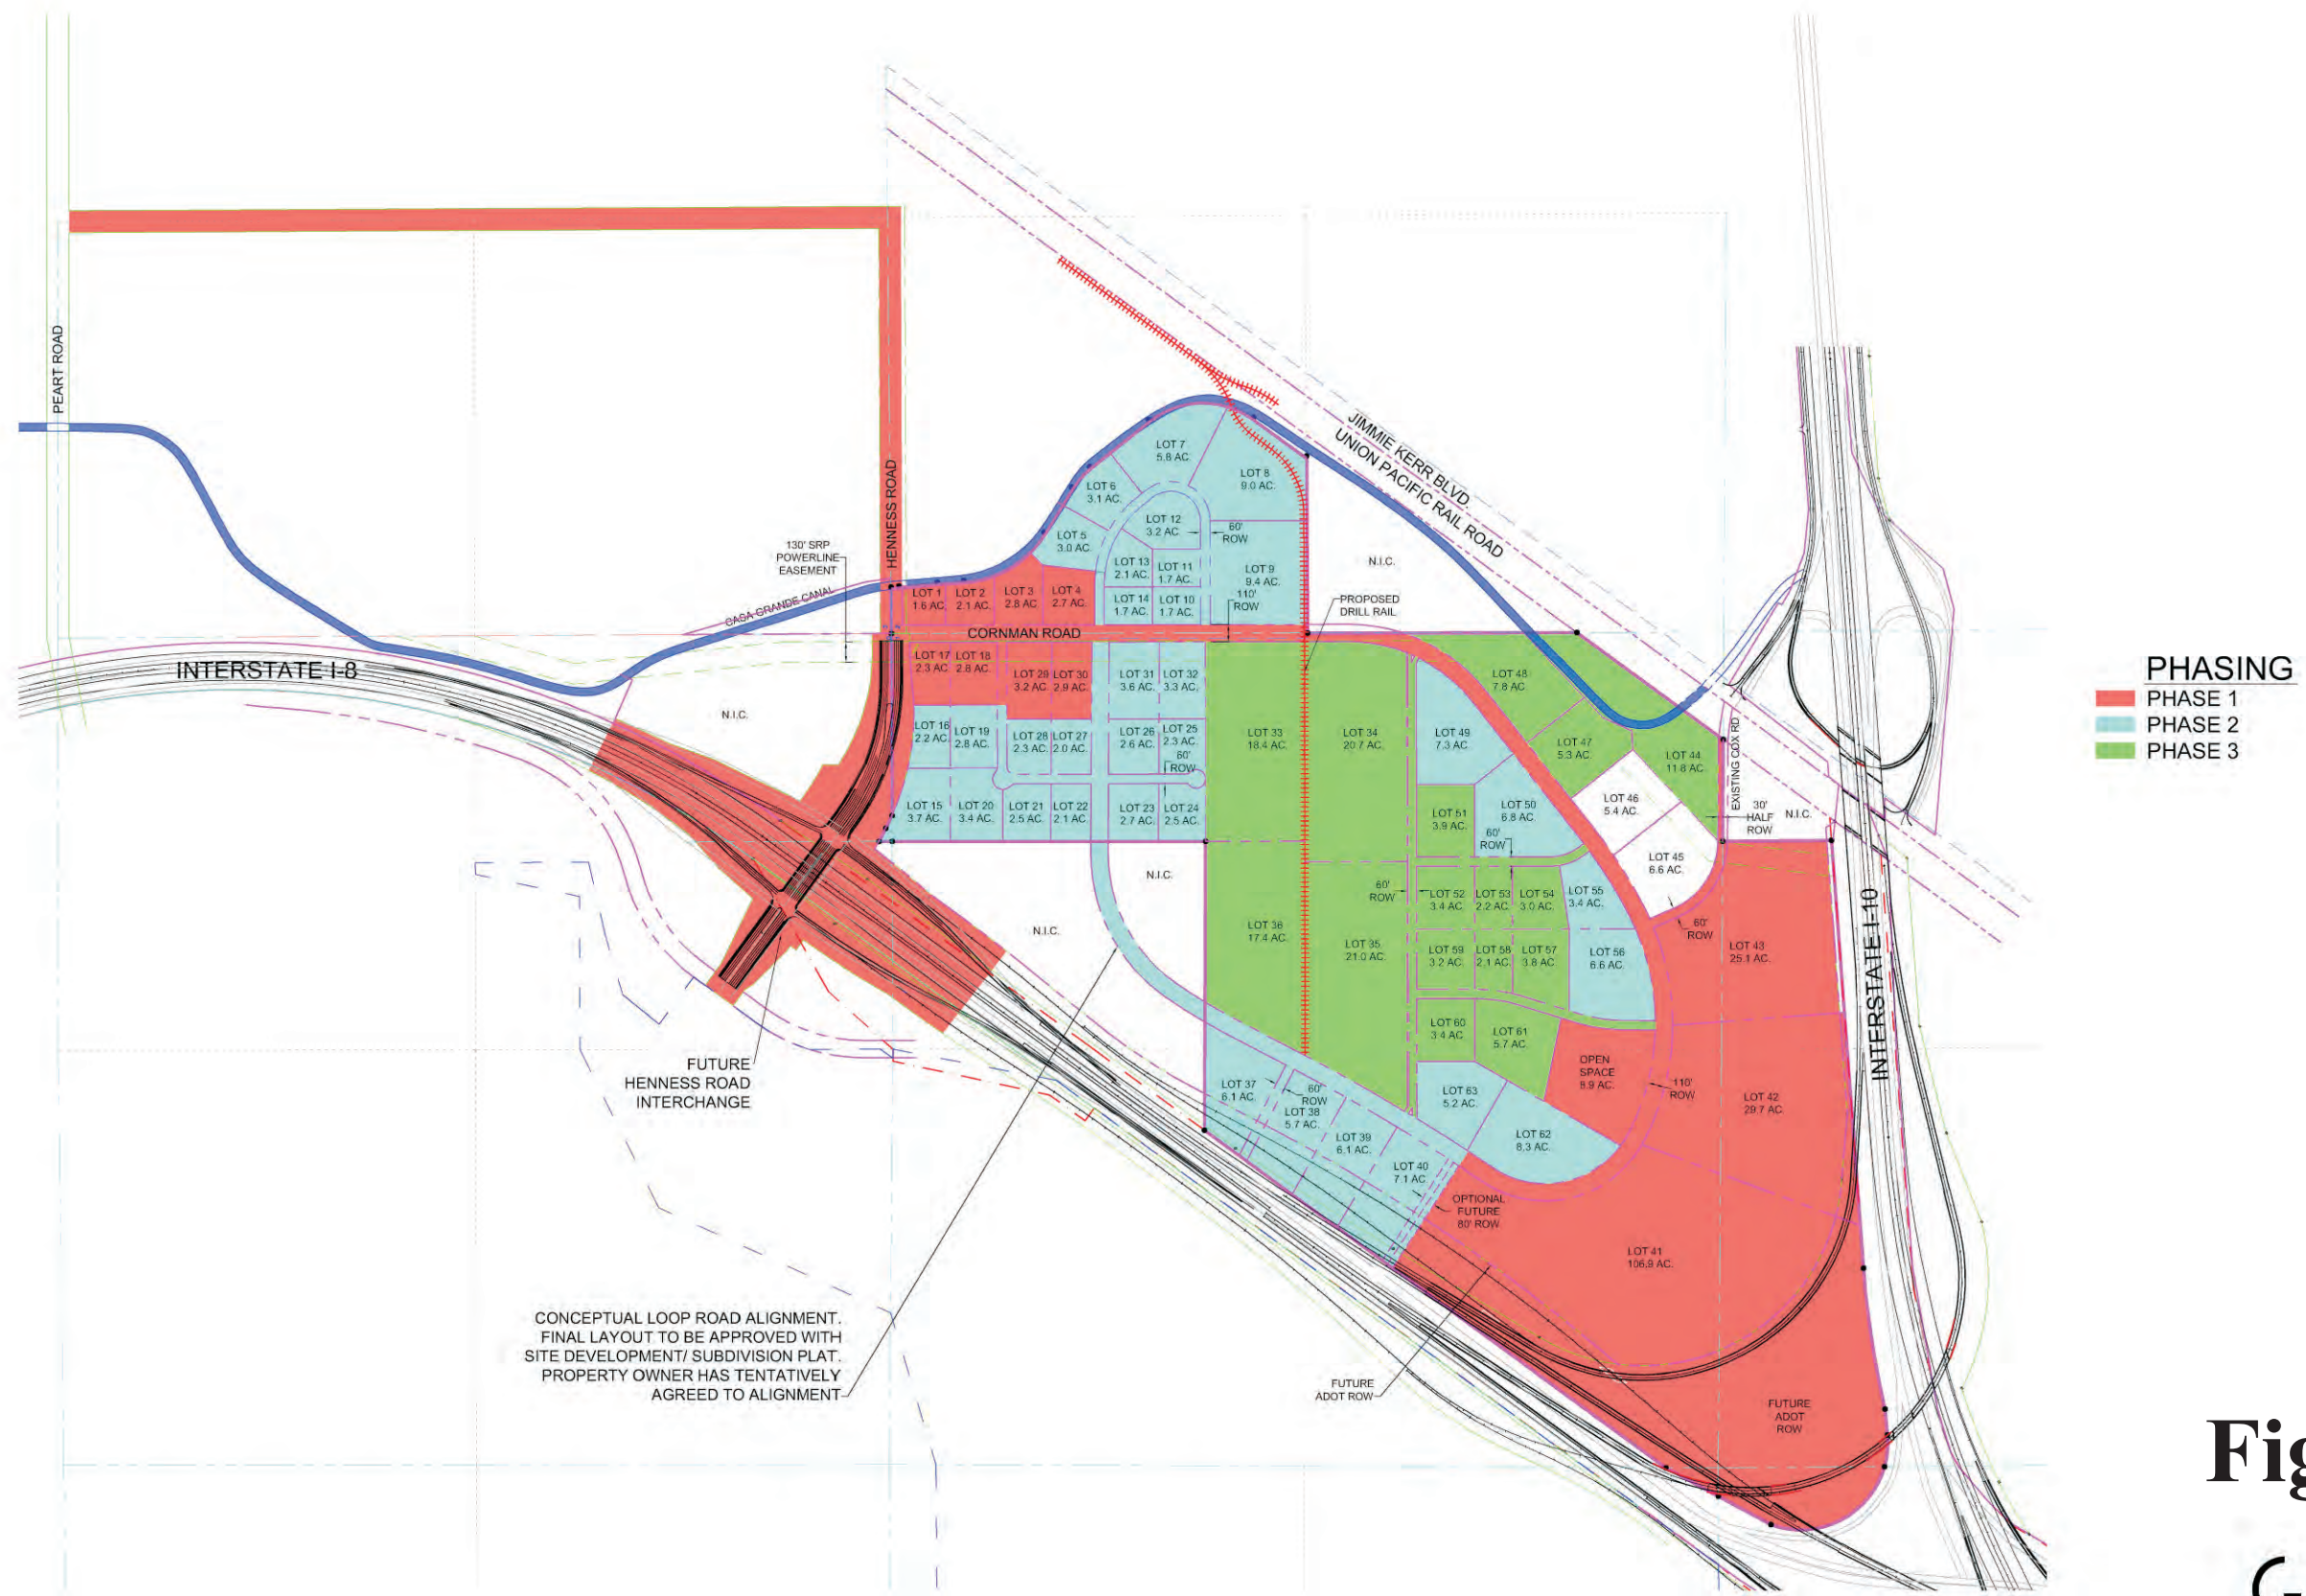 PEART ROAD
HENNESS ROAD
JIMMIE KERR BLVD.
UNION PACIFIC RAIL ROAD
INTERSTATE I-8
130' SRP
POWERLINE
EASEMENT
CASA GRANDE CANAL
CORNMAN ROAD
N.I.C.
N.I.C.
N.I.C.
N.I.C.
N.I.C.
PROPOSED
DRILL RAIL
EXISTING COX RD
30'
HALF
ROW
INTERSTATE I-10
PHASING
PHASE 1
PHASE 2
PHASE 3
LOT 7
5.8 AC.
LOT 8
9.0 AC.
LOT 6
3.1 AC.
LOT 12
3.2 AC
60'
ROW
LOT 5
3.0 AC
LOT 13
2.1 AC.
LOT 11
1.7 AC.
LOT 9
9.4 AC.
LOT 14
1.7 AC
LOT 10
1.7 AC.
110'
ROW
LOT 1
1.6 AC.
LOT 2
2.1 AC.
LOT 3
2.8 AC
LOT 4
2.7 AC.
LOT 17
2.3 AC
LOT 18
2.8 AC.
LOT 29
3.2 AC
LOT 30
2.9 AC.
LOT 31
3.6 AC.
LOT 32
3.3 AC.
LOT 16
2.2 AC.
LOT 19
2.8 AC.
LOT 28
2.3 AC.
LOT 27
2.0 AC.
LOT 26
2.6 AC.
LOT 25
2.3 AC.
60'
ROW
LOT 15
3.7 AC
LOT 20
3.4 AC
LOT 21
2.5 AC.
LOT 22
2.1 AC.
LOT 23
2.7 AC.
LOT 24
2.5 AC.
LOT 33
18.4 AC.
LOT 34
20.7 AC.
LOT 48
7.8 AC
LOT 49
7.3 AC
LOT 47
5.3 AC.
LOT 44
11.8 AC.
LOT 46
5.4 AC.
LOT 51
3.9 AC.
LOT 50
6.8 AC.
60'
ROW
LOT 45
6.6 AC.
60'
ROW
LOT 52
3.4 AC
LOT 53
2.2 AC.
LOT 54
3.0 AC.
LOT 55
3.4 AC.
60'
ROW
LOT 36
17.4 AC.
LOT 35
21.0 AC.
LOT 59
3.2 AC.
LOT 58
2.1 AC.
LOT 57
3.8 AC
LOT 56
6.6 AC.
LOT 43
25.1 AC.
LOT 60
3.4 AC
LOT 61
5.7 AC.
OPEN
SPACE
8.9 AC.
110'
ROW
LOT 42
29.7 AC.
LOT 37
6.1 AC.
60'
ROW
LOT 38
5.7 AC.
LOT 63
5.2 AC.
LOT 39
6.1 AC.
LOT 62
8.3 AC.
LOT 40
7.1 AC
OPTIONAL
FUTURE
80' ROW
LOT 41
106.9 AC.
FUTURE
HENNESS ROAD
INTERCHANGE
CONCEPTUAL LOOP ROAD ALIGNMENT.
FINAL LAYOUT TO BE APPROVED WITH
SITE DEVELOPMENT/ SUBDIVISION PLAT.
PROPERTY OWNER HAS TENTATIVELY
AGREED TO ALIGNMENT
FUTURE
ADOT ROW
FUTURE
ADOT
ROW
Fig